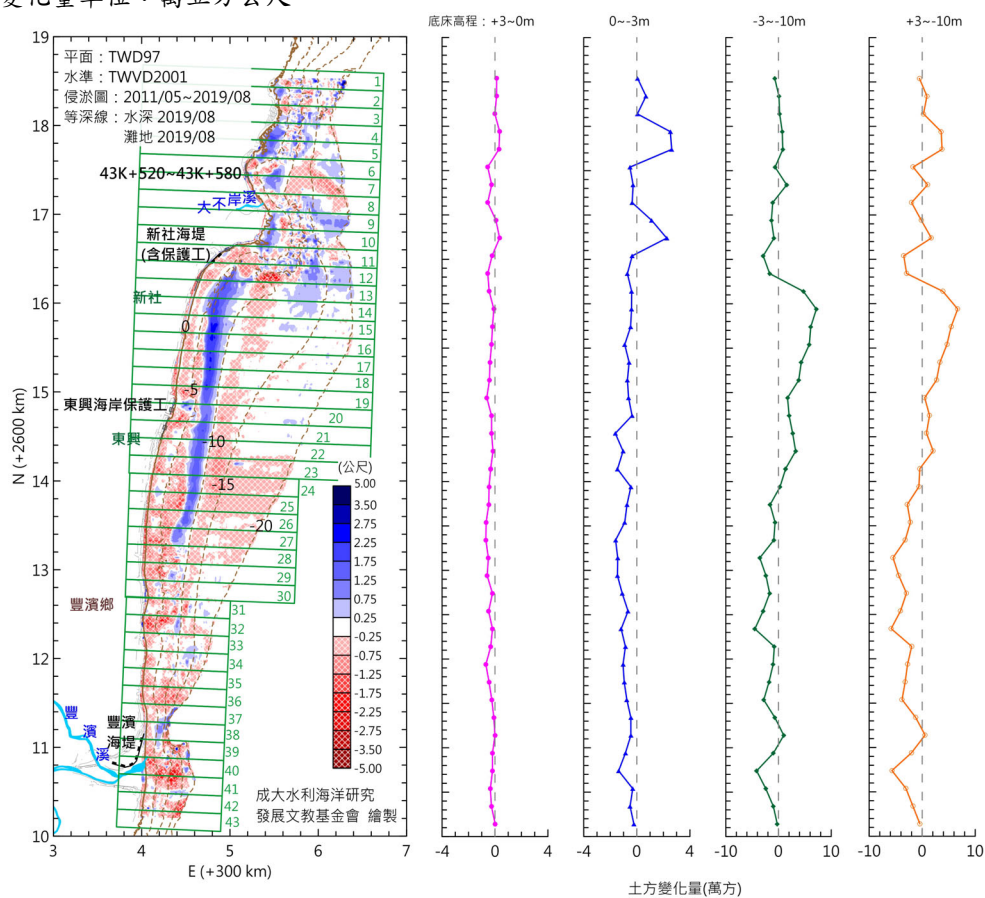 變化量單位：萬立方公尺
底床高程：+3~0m
0~-3m
-3~-10m
+3~-10m
平面：TWD97
水準：TWVD2001
侵淤圖：2011/05~2019/08
等深線：水深 2019/08
灘地 2019/08
43K+520~43K+580
大不岸溪
新社海堤
(含保護工)
新社
東興海岸保護工
東興
豐濱鄉
豐濱溪
豐濱
海堤
0
-5
-10
-15
-20
1
2
3
4
5
6
7
8
9
10
11
12
13
14
15
16
17
18
19
20
21
22
23
24
25
26
27
28
29
30
31
32
33
34
35
36
37
38
39
40
41
42
43
(公尺)
5.00
3.50
2.75
2.25
1.75
1.25
0.75
0.25
-0.25
-0.75
-1.25
-1.75
-2.25
-2.75
-3.50
-5.00
成大水利海洋研究
發展文教基金會 繪製
N (+2600 km)
19
18
17
16
15
14
13
12
11
10
3 4 5 6 7
E (+300 km)
-4 0 4
-4 0 4
-10 0 10
-10 0 10
土方變化量(萬方)